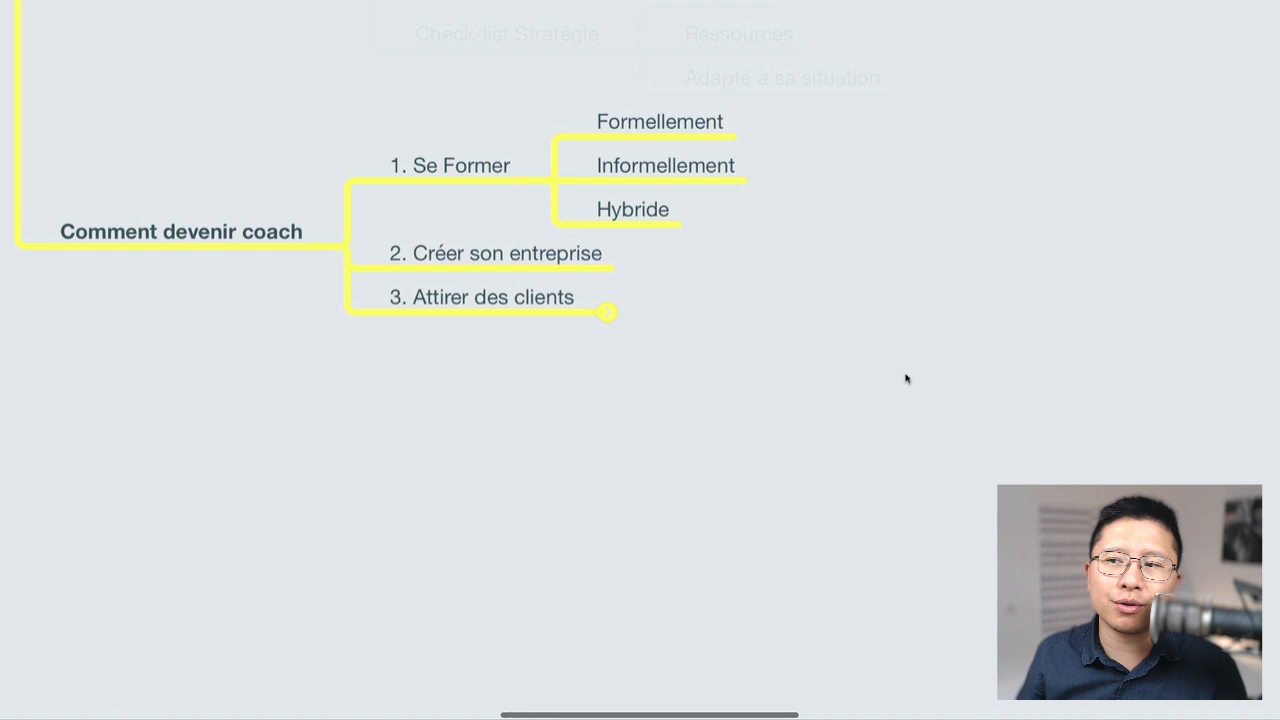 Check-list Stratégie
Ressources
Adapté à sa situation
Formellement
1. Se Former
Informellement
Hybride
Comment devenir coach
2. Créer son entreprise
3. Attirer des clients